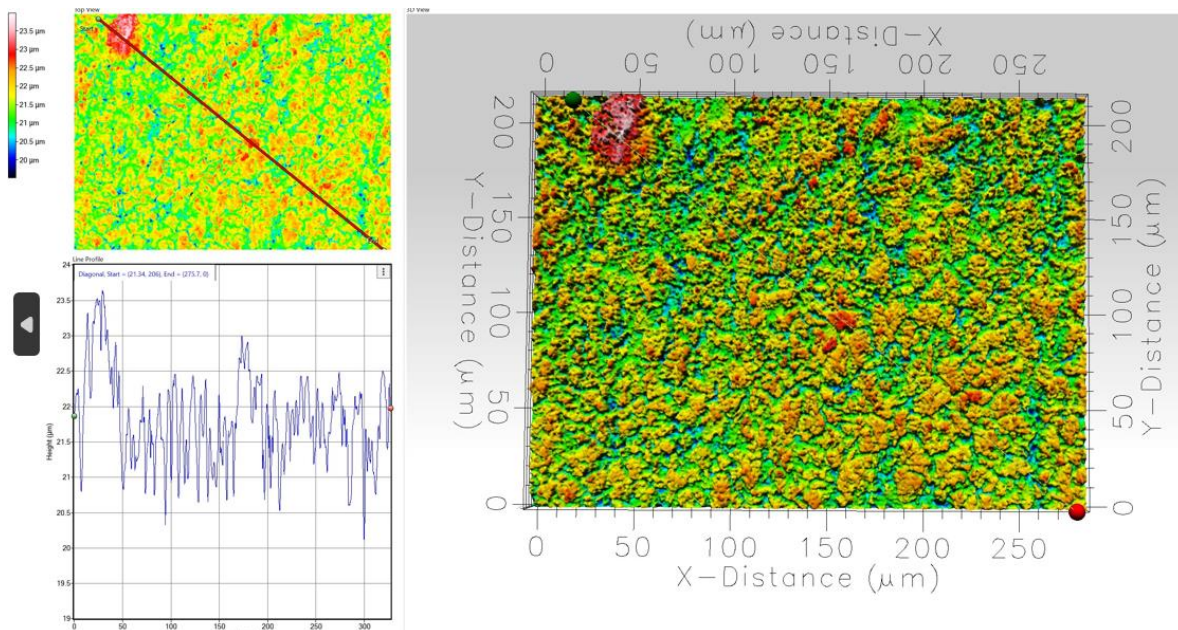 Top View
3D View
23.5 µm
23 µm
22.5 µm
22 µm
21.5 µm
21 µm
20.5 µm
20 µm
Start
Line Profile
Diagonal, Start = (21.34, 206), End = (275.7, 0)
Height (µm)
24
23.5
23
22.5
22
21.5
21
20.5
20
19.5
19
0 50 100 150 200 250 300
X-Distance (µm)
0 50 100 150 200 250
200
150
100
50
0
Y-Distance (µm)
200
150
100
50
0
Y-Distance (µm)
0 50 100 150 200 250
X-Distance (µm)